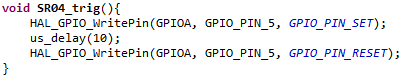 void SR04_trig(){
    HAL_GPIO_WritePin(GPIOA, GPIO_PIN_5, GPIO_PIN_SET);
    us_delay(10);
    HAL_GPIO_WritePin(GPIOA, GPIO_PIN_5, GPIO_PIN_RESET);
}